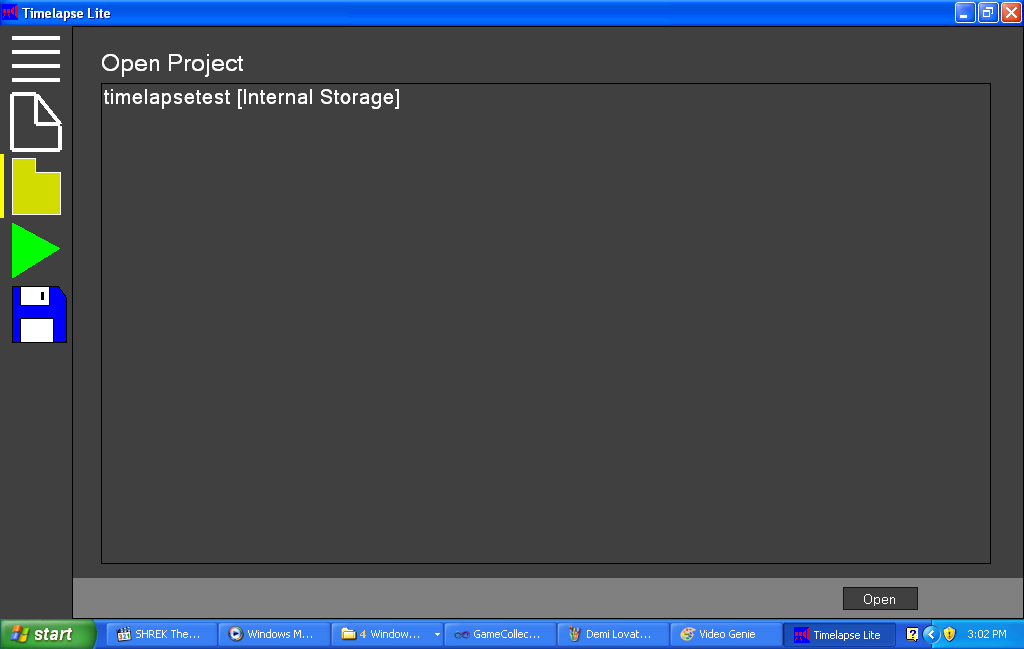 Timelapse Lite
Open Project
timelapsetest [Internal Storage]
Open
start
SHREK The...
Windows M...
4 Window...
GameCollec...
Demi Lovat...
Video Genie
Timelapse Lite
3:02 PM